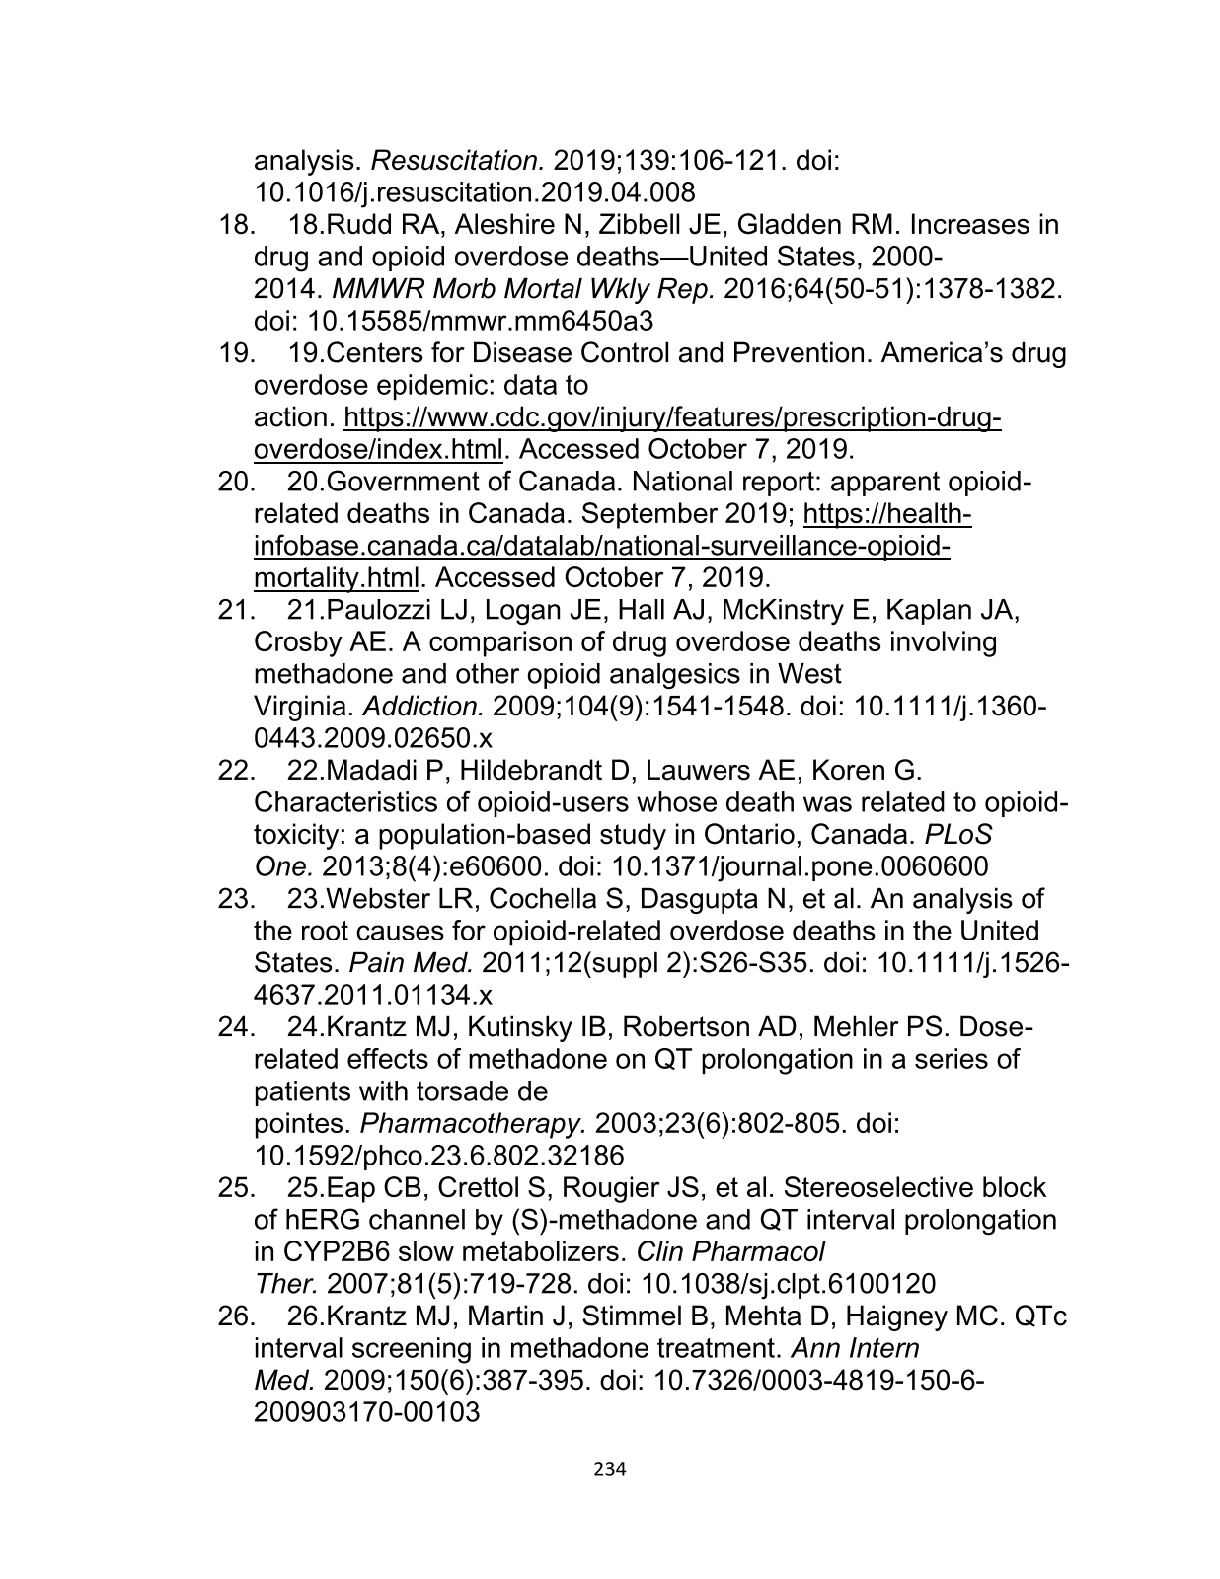 analysis. Resuscitation. 2019;139:106-121. doi:
10.1016/j.resuscitation.2019.04.008
18. 18.Rudd RA, Aleshire N, Zibbell JE, Gladden RM. Increases in
drug and opioid overdose deaths—United States, 2000-
2014. MMWR Morb Mortal Wkly Rep. 2016;64(50-51):1378-1382.
doi: 10.15585/mmwr.mm6450a3
19. 19.Centers for Disease Control and Prevention. America’s drug
overdose epidemic: data to
action. https://www.cdc.gov/injury/features/prescription-drug-
overdose/index.html. Accessed October 7, 2019.
20. 20.Government of Canada. National report: apparent opioid-
related deaths in Canada. September 2019; https://health-
infobase.canada.ca/datalab/national-surveillance-opioid-
mortality.html. Accessed October 7, 2019.
21. 21.Paulozzi LJ, Logan JE, Hall AJ, McKinstry E, Kaplan JA,
Crosby AE. A comparison of drug overdose deaths involving
methadone and other opioid analgesics in West
Virginia. Addiction. 2009;104(9):1541-1548. doi: 10.1111/j.1360-
0443.2009.02650.x
22. 22.Madadi P, Hildebrandt D, Lauwers AE, Koren G.
Characteristics of opioid-users whose death was related to opioid-
toxicity: a population-based study in Ontario, Canada. PLoS
One. 2013;8(4):e60600. doi: 10.1371/journal.pone.0060600
23. 23.Webster LR, Cochella S, Dasgupta N, et al. An analysis of
the root causes for opioid-related overdose deaths in the United
States. Pain Med. 2011;12(suppl 2):S26-S35. doi: 10.1111/j.1526-
4637.2011.01134.x
24. 24.Krantz MJ, Kutinsky IB, Robertson AD, Mehler PS. Dose-
related effects of methadone on QT prolongation in a series of
patients with torsade de
pointes. Pharmacotherapy. 2003;23(6):802-805. doi:
10.1592/phco.23.6.802.32186
25. 25.Eap CB, Crettol S, Rougier JS, et al. Stereoselective block
of hERG channel by (S)-methadone and QT interval prolongation
in CYP2B6 slow metabolizers. Clin Pharmacol
Ther. 2007;81(5):719-728. doi: 10.1038/sj.clpt.6100120
26. 26.Krantz MJ, Martin J, Stimmel B, Mehta D, Haigney MC. QTc
interval screening in methadone treatment. Ann Intern
Med. 2009;150(6):387-395. doi: 10.7326/0003-4819-150-6-
200903170-00103
234